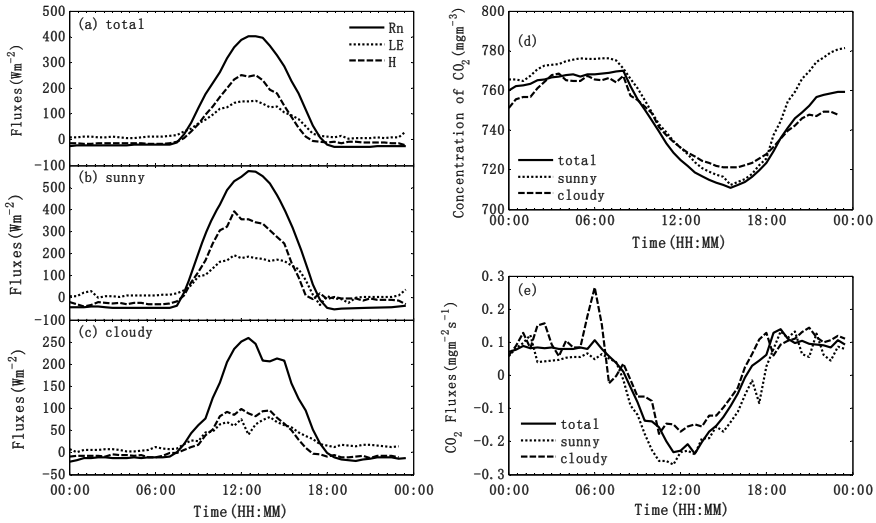 (a) total
Rn
LE
H
Fluxes(Wm-2)
400
300
200
100
0
-100
(b) sunny
Fluxes(Wm-2)
500
400
300
200
100
0
-100
(c) cloudy
Fluxes(Wm-2)
250
200
150
100
50
0
-50
00:00 06:00 12:00 18:00 00:00
Time(HH:MM)
(d)
Concentration of CO2(mgm-3)
800
780
760
740
720
700
total
sunny
cloudy
00:00 06:00 12:00 18:00 00:00
Time(HH:MM)
(e)
CO2 Fluxes(mgm-2s-1)
0.3
0.2
0.1
0
-0.1
-0.2
-0.3
total
sunny
cloudy
00:00 06:00 12:00 18:00 00:00
Time(HH:MM)